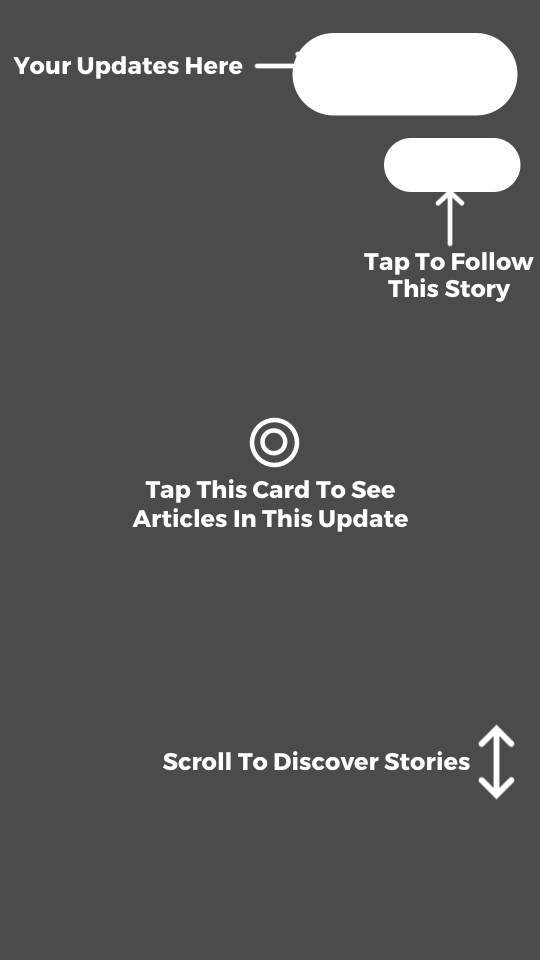 Your Updates Here
Tap To Follow
This Story
Tap This Card To See
Articles In This Update
Scroll To Discover Stories